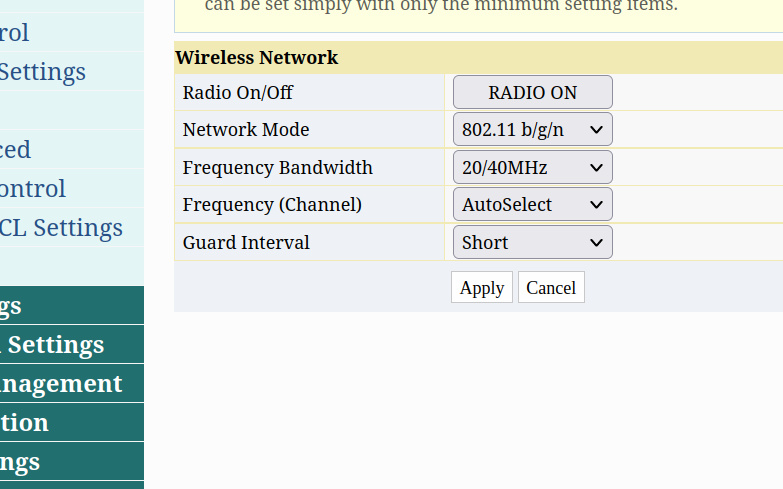 can be set simply with only the minimum setting items.
rol
Settings
ced
ontrol
CL Settings
gs
Settings
nagement
tion
ngs
Wireless Network
Radio On/Off RADIO ON
Network Mode 802.11 b/g/n
Frequency Bandwidth 20/40MHz
Frequency (Channel) AutoSelect
Guard Interval Short
Apply Cancel